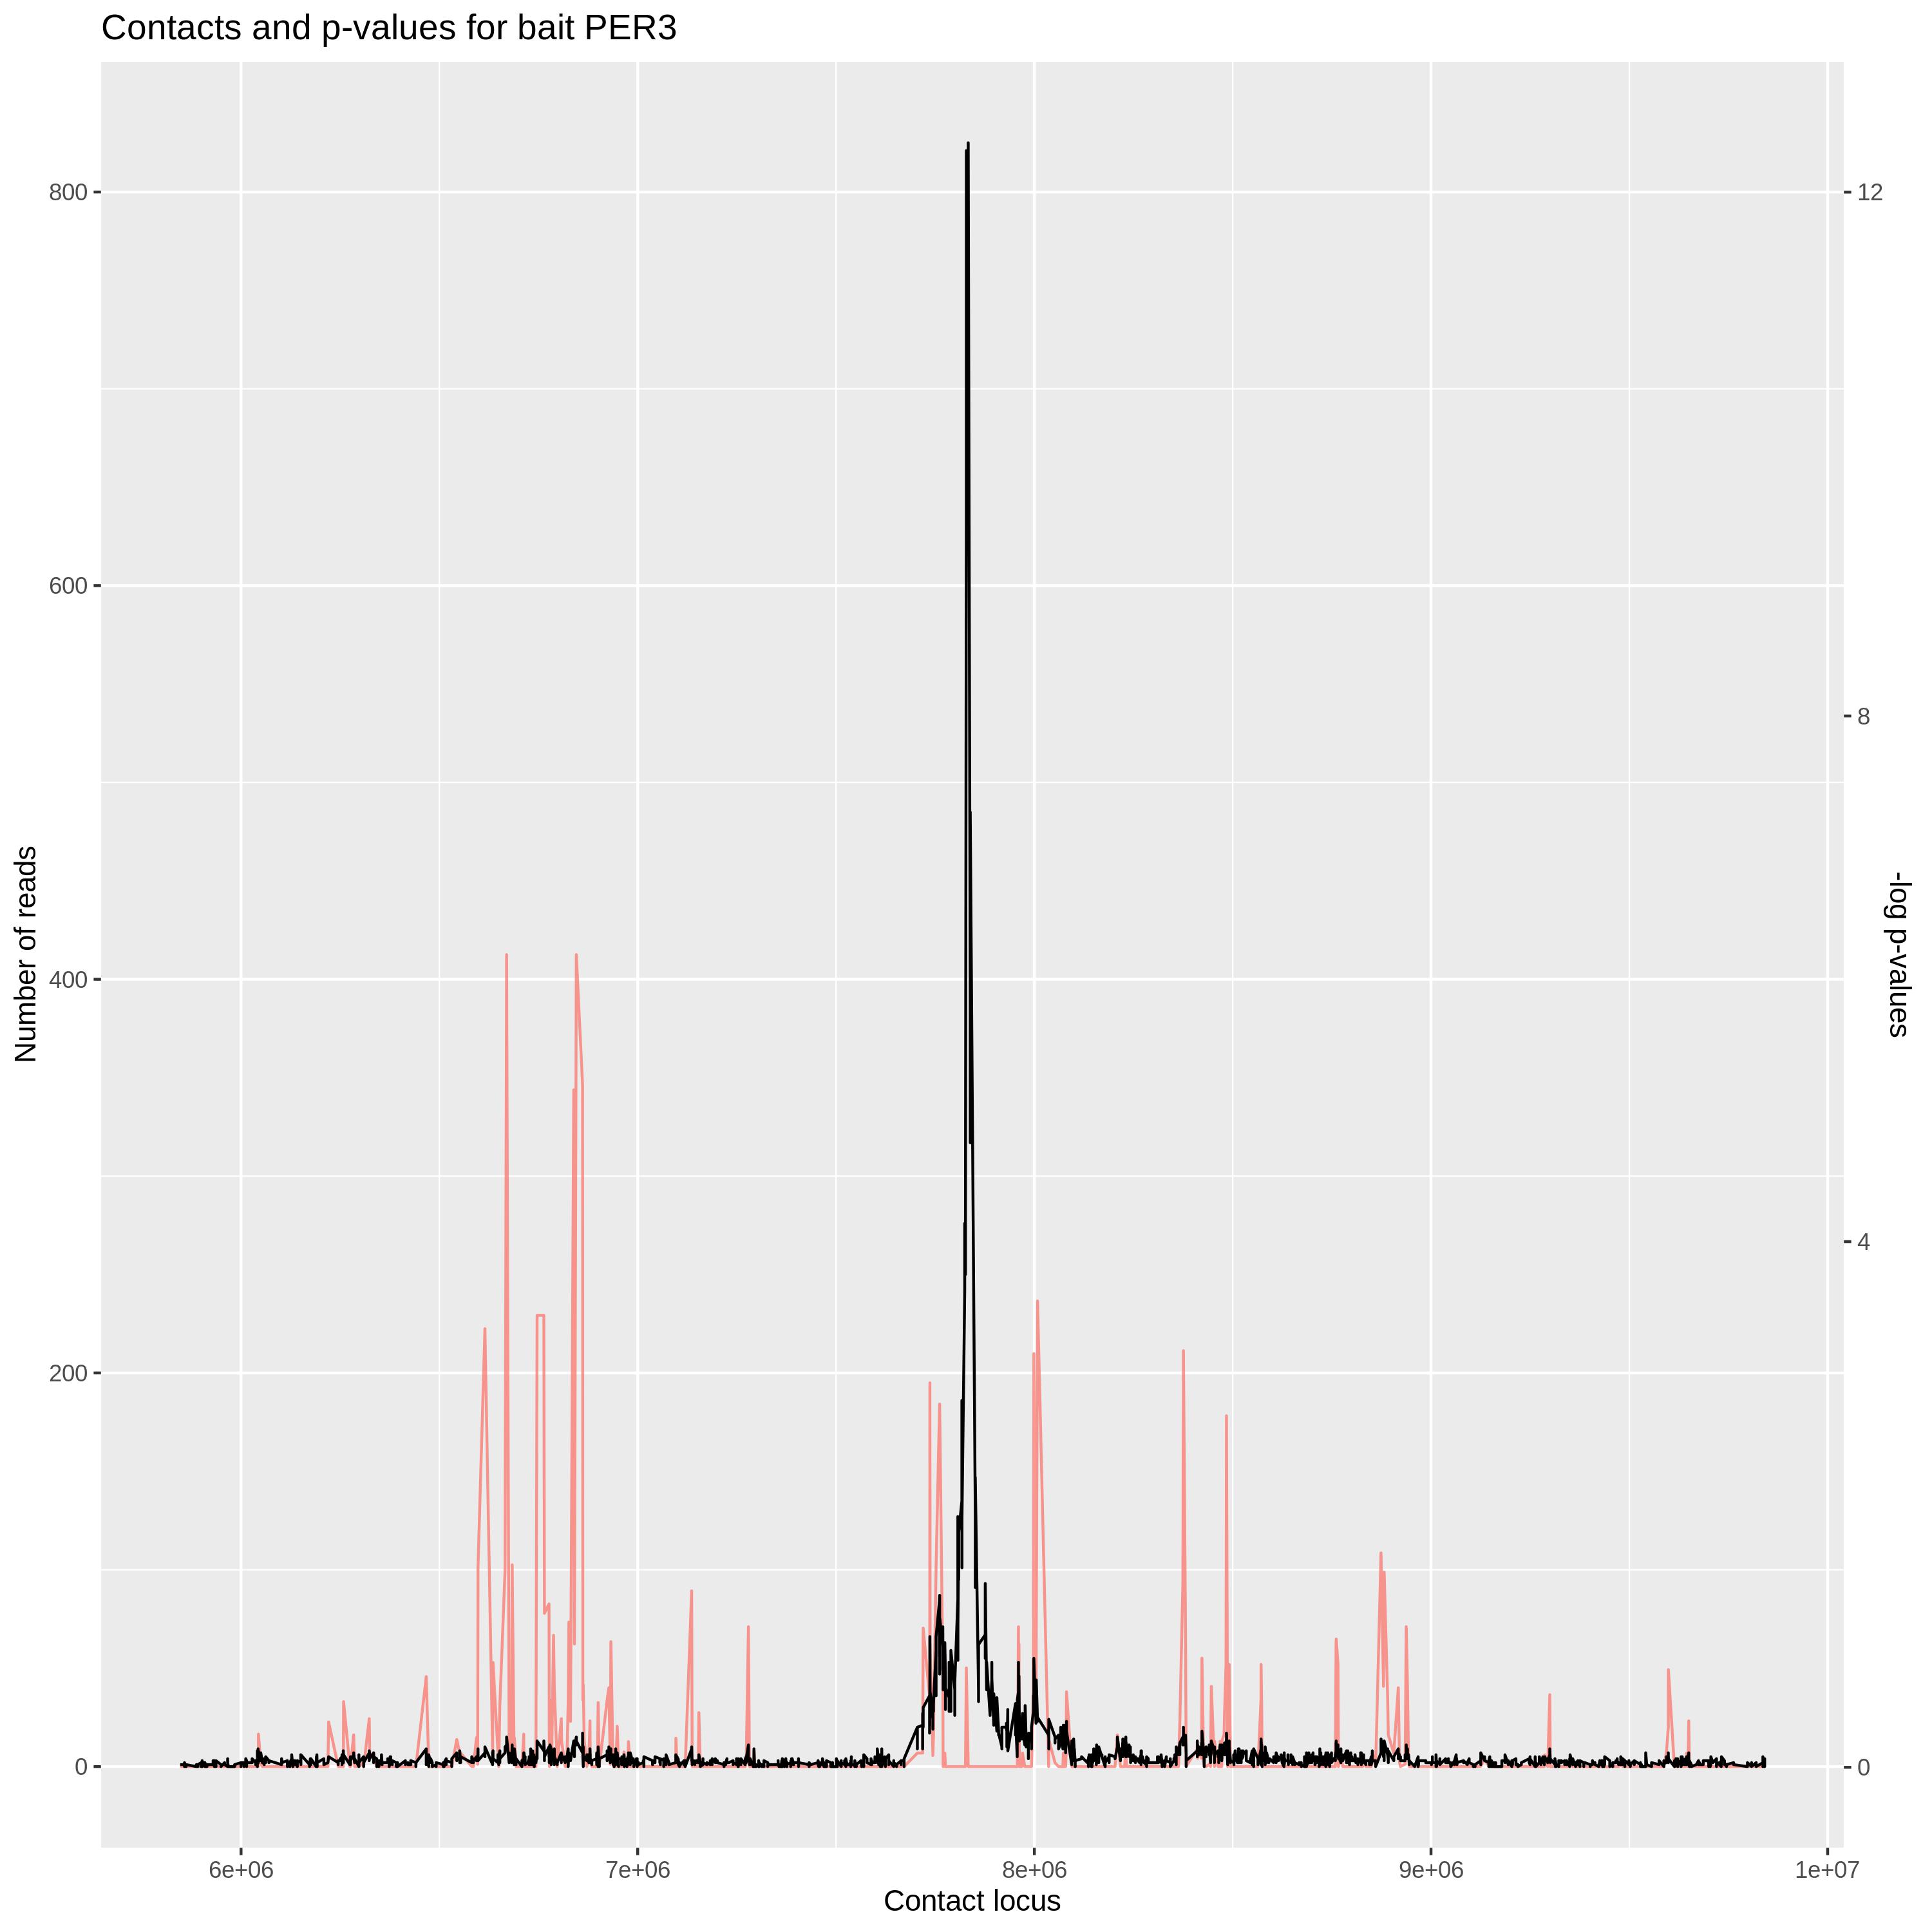 Contacts and p-values for bait PER3
800
600
400
200
0
Number of reads
12
8
4
0
-log p-values
6e+06
7e+06
8e+06
9e+06
1e+07
Contact locus